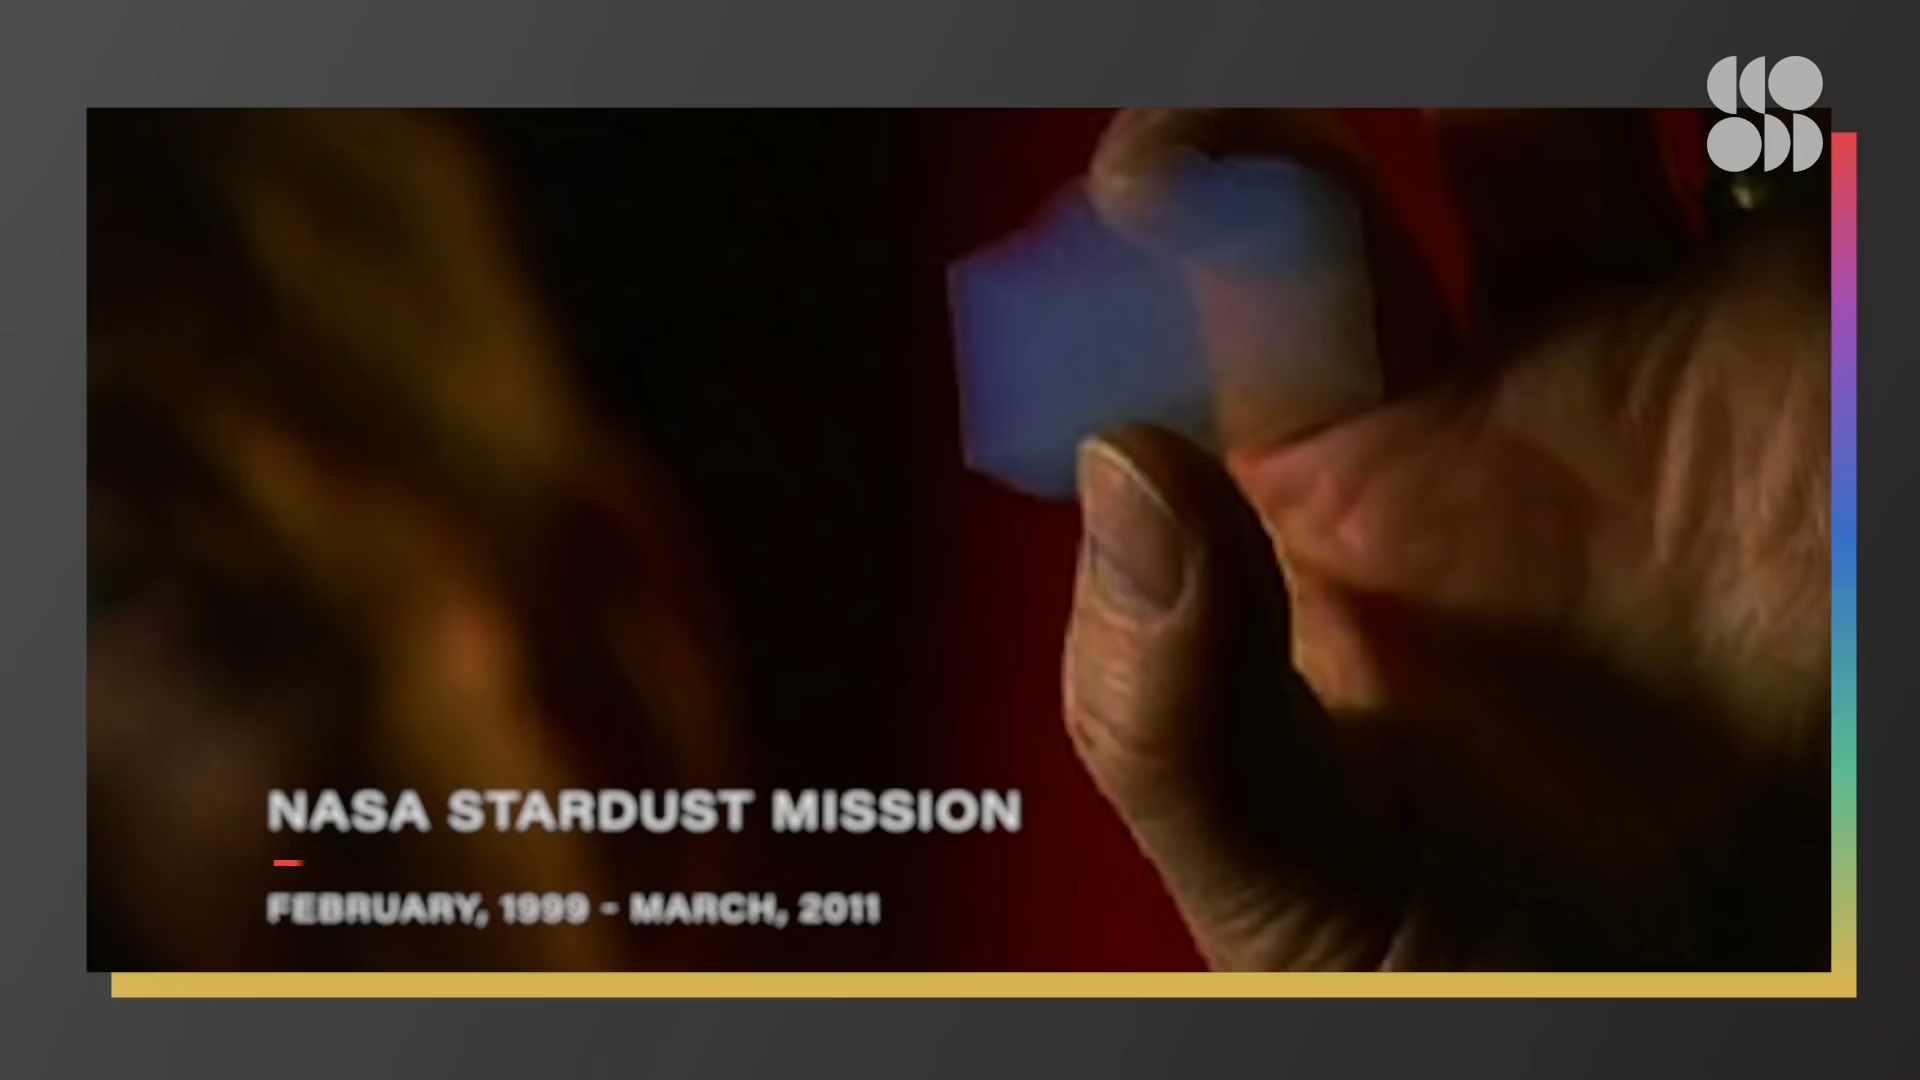 NASA STARDUST MISSION
FEBRUARY, 1999 - MARCH, 2011